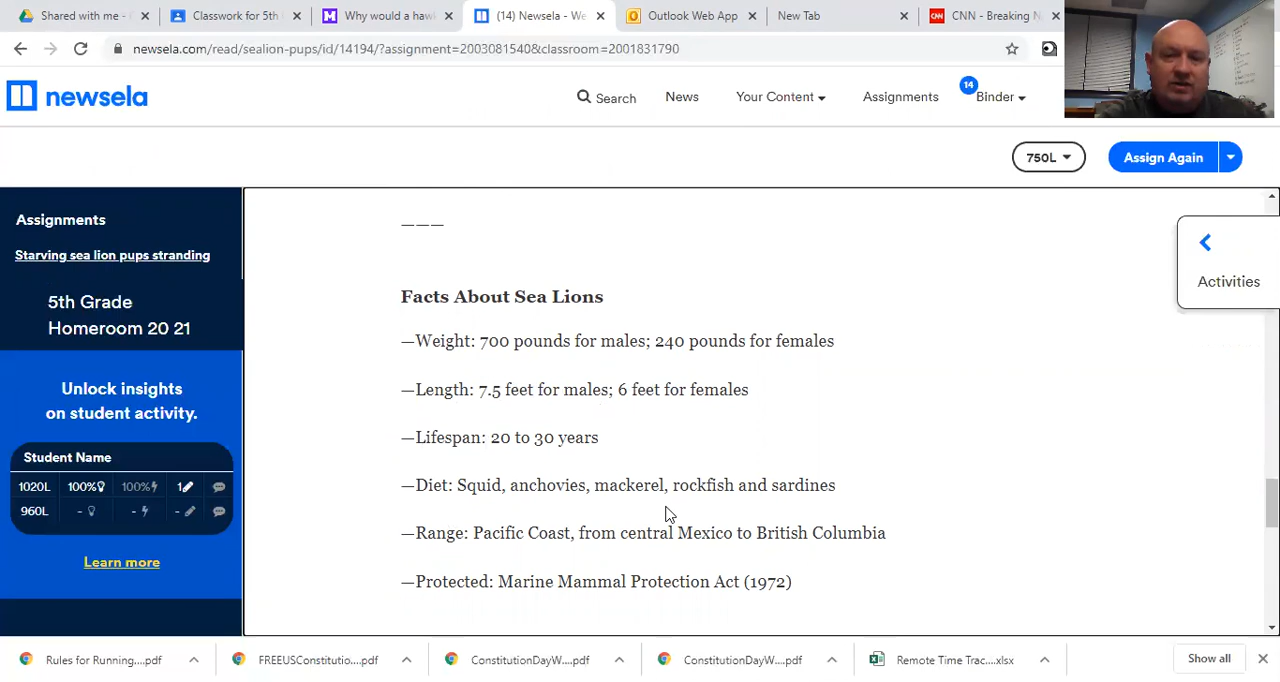 Shared with me -
Classwork for 5th
Why would a hawk
(14) Newsela - We
Outlook Web App
New Tab
CNN - Breaking N
newsela.com/read/sealion-pups/id/14194/?assignment=2003081540&classroom=2001831790
newsela
Search
News
Your Content
Assignments
14
Binder
750L
Assign Again
Assignments
Starving sea lion pups stranding
5th Grade
Homeroom 20 21
Unlock insights
on student activity.
Student Name
1020L 100% 100% 1
960L - - -
Learn more
———
Facts About Sea Lions
—Weight: 700 pounds for males; 240 pounds for females
—Length: 7.5 feet for males; 6 feet for females
—Lifespan: 20 to 30 years
—Diet: Squid, anchovies, mackerel, rockfish and sardines
—Range: Pacific Coast, from central Mexico to British Columbia
—Protected: Marine Mammal Protection Act (1972)
Activities
Rules for Running....pdf
FREEUSConstitutio....pdf
ConstitutionDayW....pdf
ConstitutionDayW....pdf
Remote Time Trac....xlsx
Show all